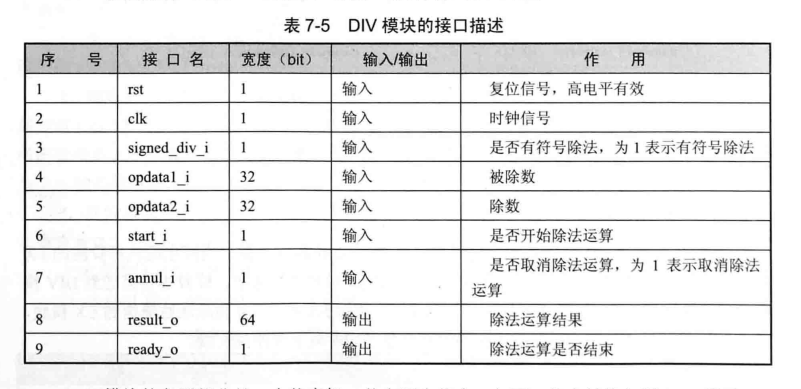 表 7-5 DIV 模块的接口描述
序 号 接 口 名 宽度（bit） 输入/输出 作 用
1 rst 1 输入 复位信号，高电平有效
2 clk 1 输入 时钟信号
3 signed_div_i 1 输入 是否有符号除法，为 1 表示有符号除法
4 opdata1_i 32 输入 被除数
5 opdata2_i 32 输入 除数
6 start_i 1 输入 是否开始除法运算
7 annul_i 1 输入 是否取消除法运算，为 1 表示取消除法
运算
8 result_o 64 输出 除法运算结果
9 ready_o 1 输出 除法运算是否结束